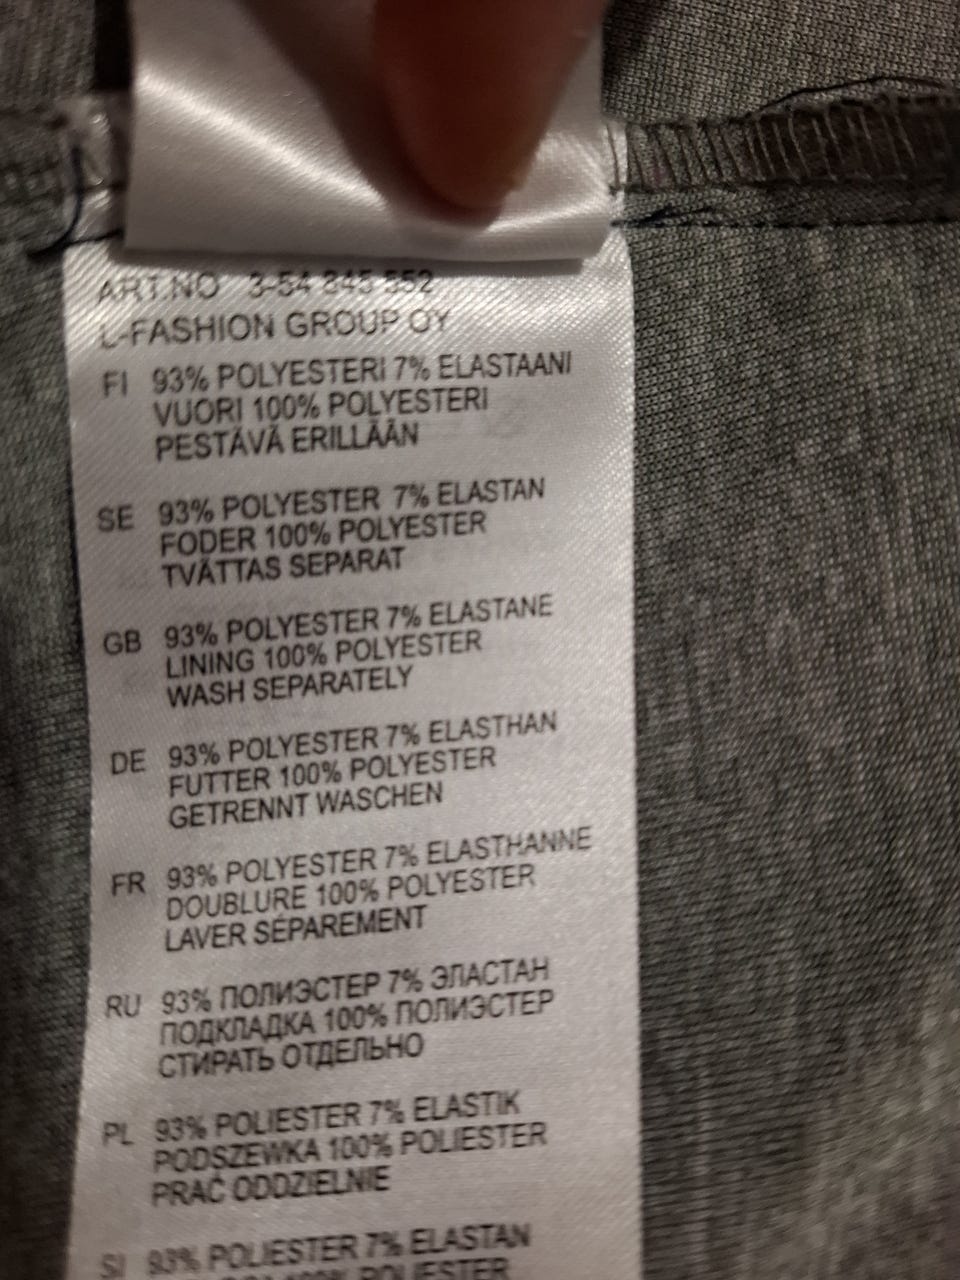 ART.NO 3-54 845 552
L-FASHION GROUP OY
FI 93% POLYESTERI 7% ELASTAANI
VUORI 100% POLYESTERI
PESTÄVÄ ERILLÄÄN
SE 93% POLYESTER 7% ELASTAN
FODER 100% POLYESTER
TVÄTTAS SEPARAT
GB 93% POLYESTER 7% ELASTANE
LINING 100% POLYESTER
WASH SEPARATELY
DE 93% POLYESTER 7% ELASTHAN
FUTTER 100% POLYESTER
GETRENNT WASCHEN
FR 93% POLYESTER 7% ELASTHANNE
DOUBLURE 100% POLYESTER
LAVER SÉPAREMENT
RU 93% ПОЛИЭСТЕР 7% ЭЛАСТАН
ПОДКЛАДКА 100% ПОЛИЭСТЕР
СТИРАТЬ ОТДЕЛЬНО
PL 93% POLIESTER 7% ELASTIK
PODSZEWKA 100% POLIESTER
PRAĆ ODDZIELNIE
SI 93% POLIESTER 7% ELASTAN
100% POLIESTER